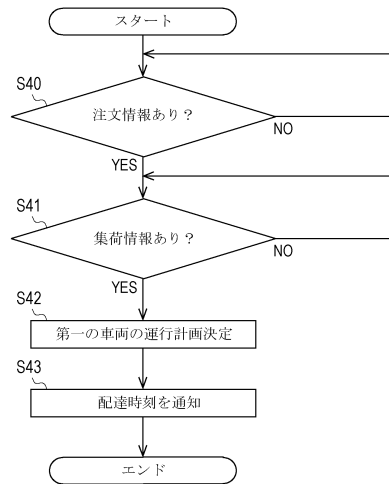 スタート
S40
注文情報あり？
NO
YES
S41
集荷情報あり？
NO
YES
S42
第一の車両の運行計画決定
S43
配達時刻を通知
エンド